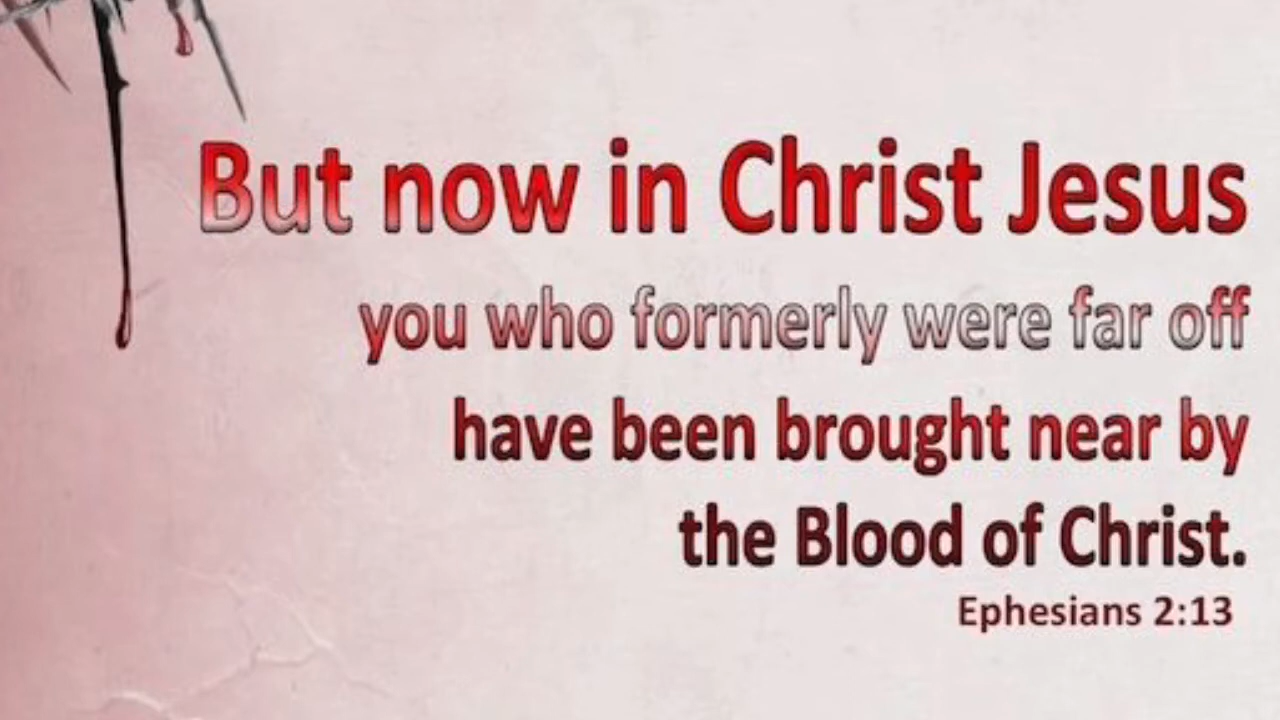 But now in Christ Jesus
you who formerly were far off
have been brought near by
the Blood of Christ.
Ephesians 2:13